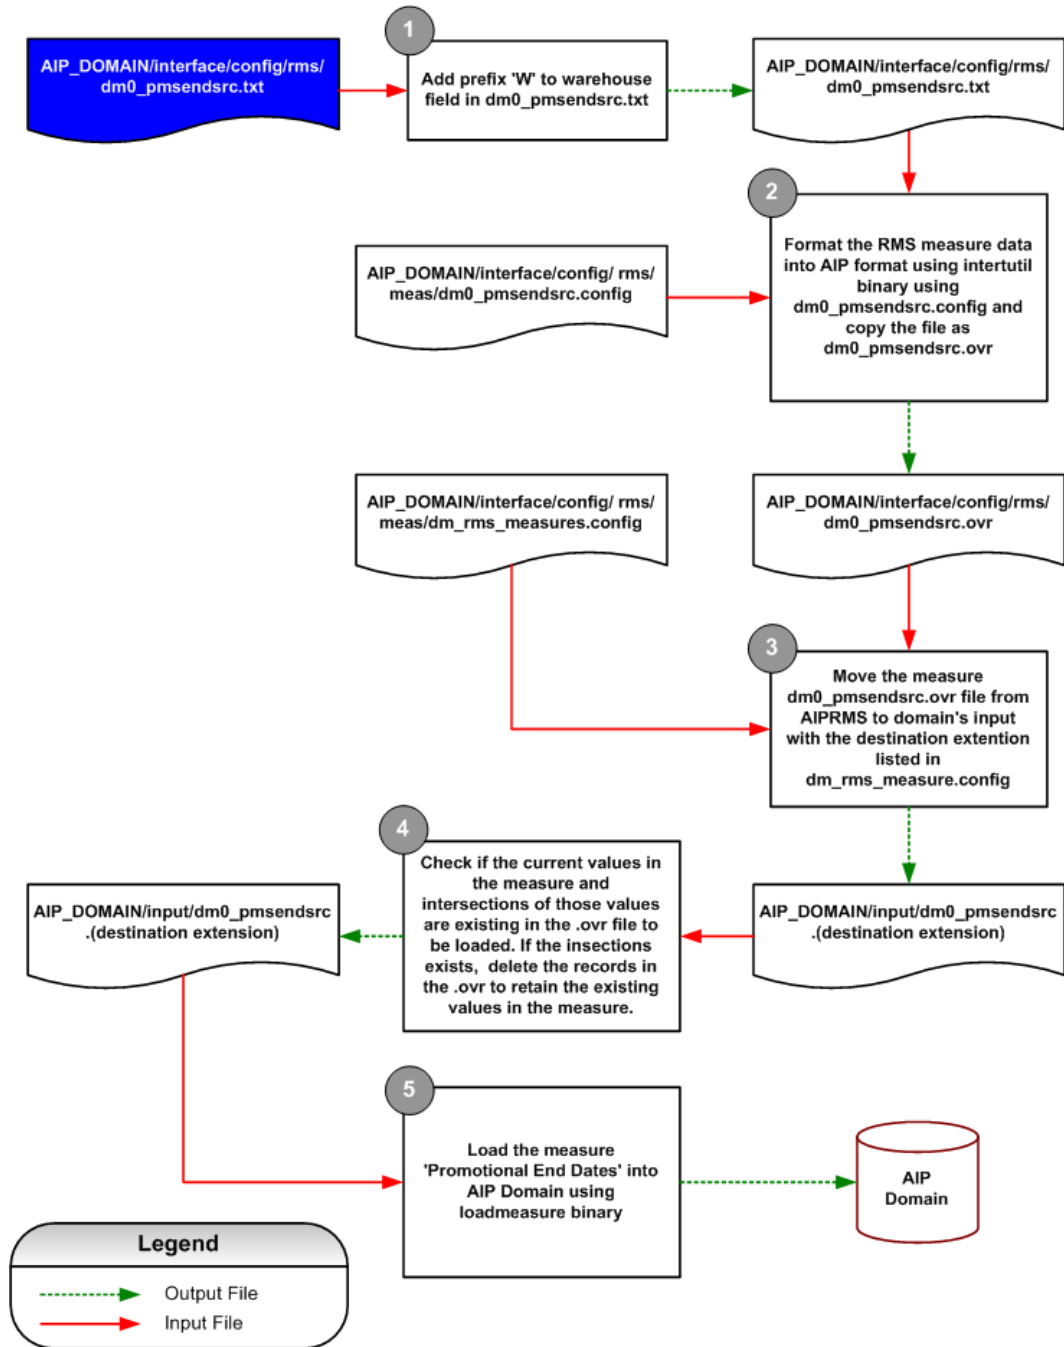 1
AIP_DOMAIN/interface/config/rms/
dm0_pmsendsrc.txt
Add prefix 'W' to warehouse
field in dm0_pmsendsrc.txt
AIP_DOMAIN/interface/config/rms/
dm0_pmsendsrc.txt
2
Format the RMS measure data
into AIP format using intertutil
binary using
dm0_pmsendsrc.config and
copy the file as
dm0_pmsendsrc.ovr
AIP_DOMAIN/interface/config/ rms/
meas/dm0_pmsendsrc.config
AIP_DOMAIN/interface/config/ rms/
meas/dm_rms_measures.config
AIP_DOMAIN/interface/config/rms/
dm0_pmsendsrc.ovr
3
Move the measure
dm0_pmsendsrc.ovr file from
AIPRMS to domain's input
with the destination extention
listed in
dm_rms_measure.config
4
Check if the current values in
the measure and
intersections of those values
are existing in the .ovr file to
be loaded. If the insections
exists, delete the records in
the .ovr to retain the existing
values in the measure.
AIP_DOMAIN/input/dm0_pmsendsrc
.(destination extension)
AIP_DOMAIN/input/dm0_pmsendsrc
.(destination extension)
5
Load the measure
'Promotional End Dates' into
AIP Domain using
loadmeasure binary
AIP
Domain
Legend
Output File
Input File